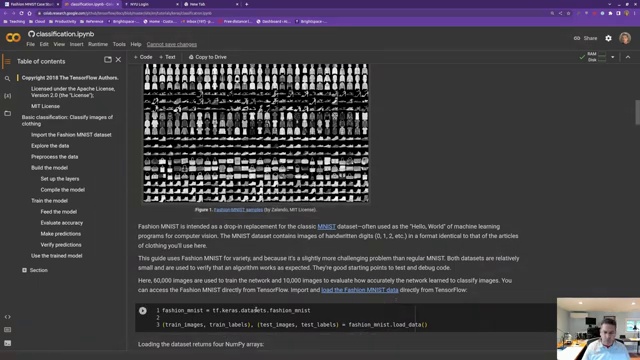 Fashion MNIST Case Stu
classification.ipynb
WYU Login
New Tab
classification.ipynb
File Edit View Insert Runtime Tools Help Cannot save changes
Share
Table of contents
+ Code + Text Copy to Drive
RAM
Disk
Copyright 2018 The TensorFlow Authors.
Licensed under the Apache License,
Version 2.0 (the "License");
MIT License
Basic classification: Classify images of
clothing
Import the Fashion MNIST dataset
Explore the data
Preprocess the data
Build the model
Set up the layers
Compile the model
Train the model
Feed the model
Evaluate accuracy
Make predictions
Verify predictions
Use the trained model
Section
Figure 1. Fashion-MNIST samples (by Zalando, MIT License).
Fashion MNIST is intended as a drop-in replacement for the classic MNIST dataset—often used as the "Hello, World" of machine learning
programs for computer vision. The MNIST dataset contains images of handwritten digits (0, 1, 2, etc.) in a format identical to that of the articles
of clothing you'll use here.
This guide uses Fashion MNIST for variety, and because it's a slightly more challenging problem than regular MNIST. Both datasets are relatively
small and are used to verify that an algorithm works as expected. They're good starting points to test and debug code.
Here, 60,000 images are used to train the network and 10,000 images to evaluate how accurately the network learned to classify images. You
can access the Fashion MNIST directly from TensorFlow. Import and load the Fashion MNIST data directly from TensorFlow:
1 fashion_mnist = tf.keras.datasets.fashion_mnist
2
3 (train_images, train_labels), (test_images, test_labels) = fashion_mnist.load_data()
Loading the dataset returns four NumPy arrays: